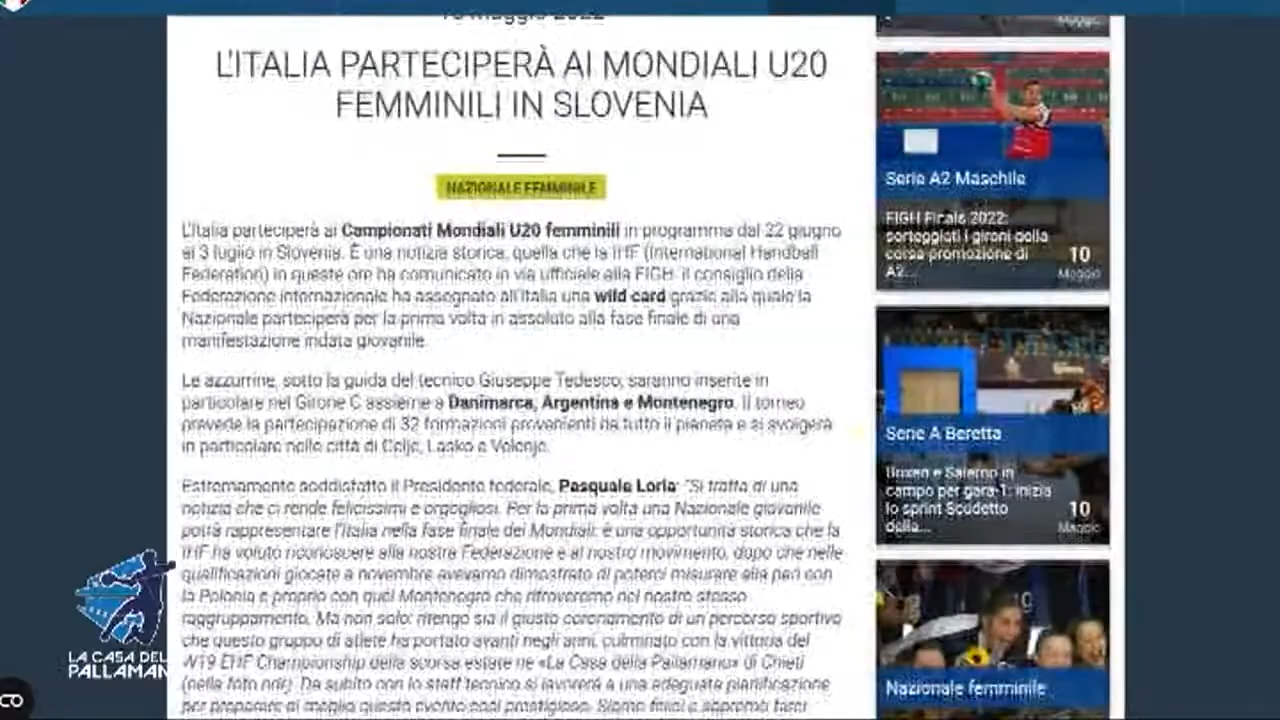 10 Maggio 2022
L'ITALIA PARTECIPERÀ AI MONDIALI U20
FEMMINILI IN SLOVENIA
NAZIONALE FEMMINILE
L'Italia parteciperà ai Campionati Mondiali U20 femminili in programma dal 22 giugno
al 3 luglio in Slovenia. È una notizia storica, quella che la IHF (International Handball
Federation) in queste ore ha comunicato in via ufficiale alla FIGH: il consiglio della
Federazione internazionale ha assegnato all'Italia una wild card grazie alla quale la
Nazionale parteciperà per la prima volta in assoluto alla fase finale di una
manifestazione iridata giovanile.
Le azzurrine, sotto la guida del tecnico Giuseppe Tedesco, saranno inserite in
particolare nel Girone C assieme a Danimarca, Argentina e Montenegro. Il torneo
prevede la partecipazione di 32 formazioni provenienti da tutto il pianeta e si svolgerà
in particolare nelle città di Celje, Lasko e Velenje.
Estremamente soddisfatto il Presidente federale, Pasquale Loria: "Si tratta di una
notizia che ci rende felicissimi e orgogliosi. Per la prima volta una Nazionale giovanile
potrà rappresentare l'Italia nella fase finale dei Mondiali: è una opportunità storica che la
IHF ha voluto riconoscere alla nostra Federazione e al nostro movimento, dopo che nelle
qualificazioni giocate a novembre avevamo dimostrato di poterci misurare alla pari con
la Polonia e proprio con quel Montenegro che ritroveremo nel nostro stesso
raggruppamento. Ma non solo: ritengo sia il giusto coronamento di un percorso sportivo
che questo gruppo di atlete ha portato avanti negli anni, culminato con la vittoria del
W19 EHF Championship della scorsa estate ne «La Casa della Pallamano» di Chieti
(nella foto ndr). Da subito con lo staff tecnico si lavorerà a una adeguata pianificazione
per preparare al meglio questo evento così prestigioso. Siamo felici e sapremo farci
Maggio
Serie A2 Maschile
FIGH Finals 2022:
sorteggiati i gironi della
corsa promozione di
A2...
10
Maggio
Serie A Beretta
Brixen e Salerno in
campo per gara-1: inizia
lo sprint Scudetto
della...
10
Maggio
Nazionale femminile
LA CASA DEL
PALLAMAN